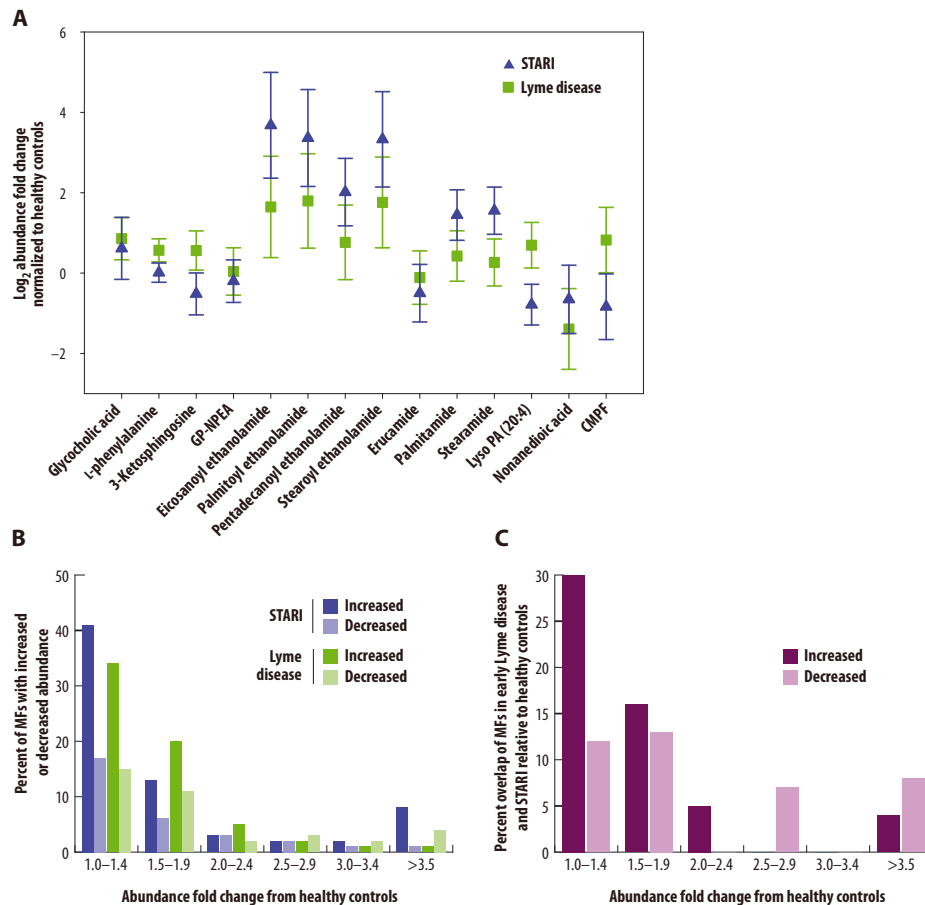 A
6
4
2
0
−2
Log2 abundance fold change
normalized to healthy controls
STARI
Lyme disease
Glycholic acid
L-phenylalanine
3-Ketosphingosine
GP-NPEA
Eicosanoyl ethanolamide
Palmitoyl ethanolamide
Pentadecanoyl ethanolamide
Stearoyl ethanolamide
Erucamide
Palmitamide
Stearamide
Lyso PA (20:4)
Nonanedioic acid
CMPF
B
50
40
30
20
10
0
Percent of MFs with increased
or decreased abundance
STARI
Increased
Decreased
Lyme
disease
Increased
Decreased
1.0–1.4
1.5–1.9
2.0–2.4
2.5–2.9
3.0–3.4
>3.5
Abundance fold change from healthy controls
C
30
25
20
15
10
5
0
Percent overlap of MFs in early Lyme disease
and STARI relative to healthy controls
Increased
Decreased
1.0–1.4
1.5–1.9
2.0–2.4
2.5–2.9
3.0–3.4
>3.5
Abundance fold change from healthy controls